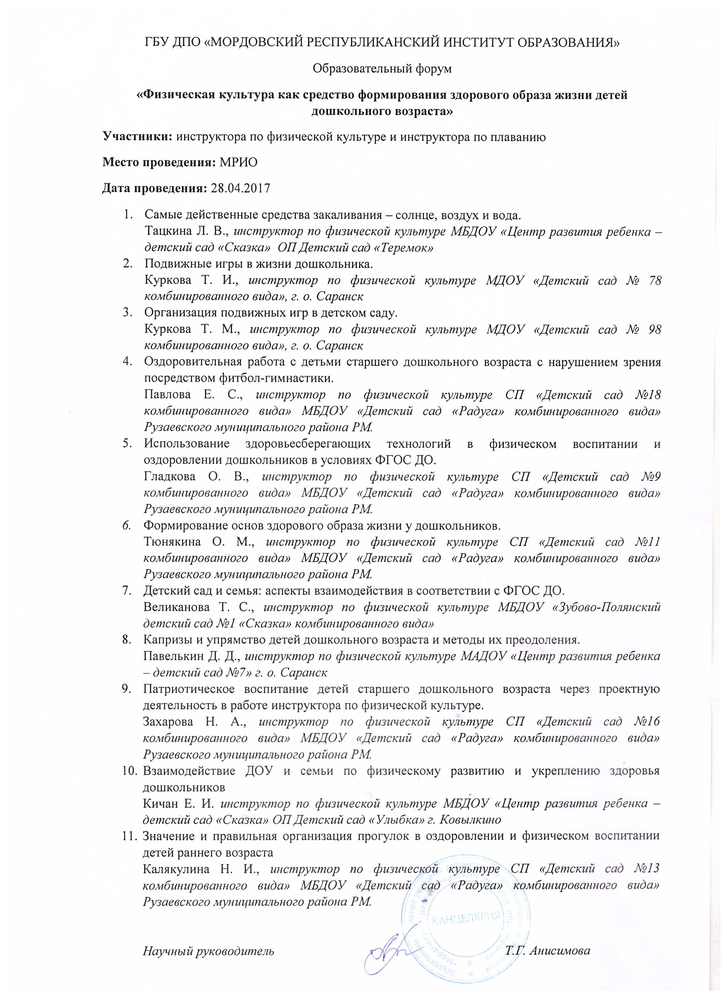 ГБУ ДПО «МОРДОВСКИЙ РЕСПУБЛИКАНСКИЙ ИНСТИТУТ ОБРАЗОВАНИЯ»
Образовательный форум
«Физическая культура как средство формирования здорового образа жизни детей
дошкольного возраста»
Участники: инструктора по физической культуре и инструктора по плаванию
Место проведения: МРИО
Дата проведения: 28.04.2017
1. Самые действенные средства закаливания – солнце, воздух и вода.
Тацкина Л. В., инструктор по физической культуре МБДОУ «Центр развития ребенка –
детский сад «Сказка» ОП Детский сад «Теремок»
2. Подвижные игры в жизни дошкольника.
Куркова Т. И., инструктор по физической культуре МДОУ «Детский сад № 78
комбинированного вида», г. о. Саранск
3. Организация подвижных игр в детском саду.
Куркова Т. М., инструктор по физической культуре МДОУ «Детский сад № 98
комбинированного вида», г. о. Саранск
4. Оздоровительная работа с детьми старшего дошкольного возраста с нарушением зрения
посредством фитбол-гимнастики.
Павлова Е. С., инструктор по физической культуре СП «Детский сад №18
комбинированного вида» МБДОУ «Детский сад «Радуга» комбинированного вида»
Рузаевского муниципального района РМ.
5. Использование здоровьесберегающих технологий в физическом воспитании и
оздоровлении дошкольников в условиях ФГОС ДО.
Гладкова О. В., инструктор по физической культуре СП «Детский сад №9
комбинированного вида» МБДОУ «Детский сад «Радуга» комбинированного вида»
Рузаевского муниципального района РМ.
6. Формирование основ здорового образа жизни у дошкольников.
Тюнякина О. М., инструктор по физической культуре СП «Детский сад №11
комбинированного вида» МБДОУ «Детский сад «Радуга» комбинированного вида»
Рузаевского муниципального района РМ.
7. Детский сад и семья: аспекты взаимодействия в соответствии с ФГОС ДО.
Великанова Т. С., инструктор по физической культуре МБДОУ «Зубово-Полянский
детский сад №1 «Сказка» комбинированного вида»
8. Капризы и упрямство детей дошкольного возраста и методы их преодоления.
Павелькин Д. Д., инструктор по физической культуре МАДОУ «Центр развития ребенка
– детский сад №7» г. о. Саранск
9. Патриотическое воспитание детей старшего дошкольного возраста через проектную
деятельность в работе инструктора по физической культуре.
Захарова Н. А., инструктор по физической культуре СП «Детский сад №16
комбинированного вида» МБДОУ «Детский сад «Радуга» комбинированного вида»
Рузаевского муниципального района РМ.
10. Взаимодействие ДОУ и семьи по физическому развитию и укреплению здоровья
дошкольников
Кичан Е. И. инструктор по физической культуре МБДОУ «Центр развития ребенка –
детский сад «Сказка» ОП Детский сад «Улыбка» г. Ковылкино
11. Значение и правильная организация прогулок в оздоровлении и физическом воспитании
детей раннего возраста
Калякулина Н. И., инструктор по физической культуре СП «Детский сад №13
комбинированного вида» МБДОУ «Детский сад «Радуга» комбинированного вида»
Рузаевского муниципального района РМ.
КАНЦЕЛЯРИЯ
Научный руководитель Т.Г. Анисимова